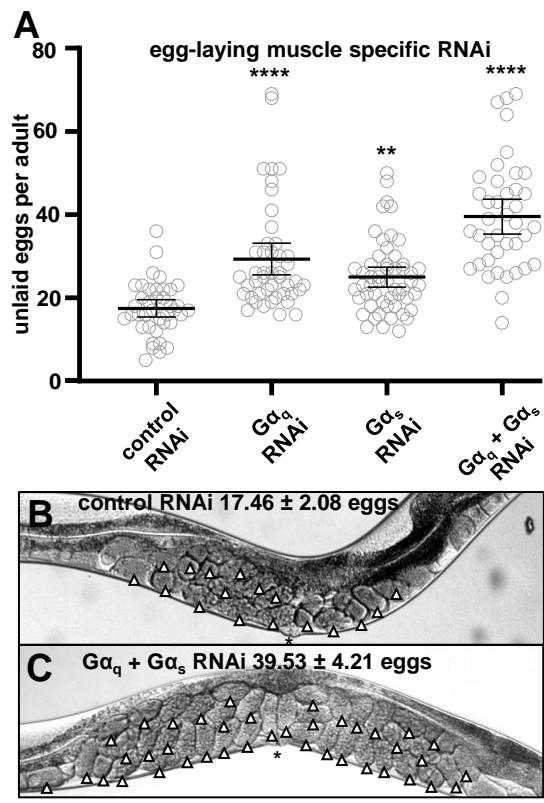 A
egg-laying muscle specific RNAi
80
60
40
20
0
unlaid eggs per adult
****
**
****
control
RNAi
Gαq
RNAi
Gαs
RNAi
Gαq + Gαs
RNAi
B
control RNAi 17.46 ± 2.08 eggs
*
C
Gαq + Gαs RNAi 39.53 ± 4.21 eggs
*